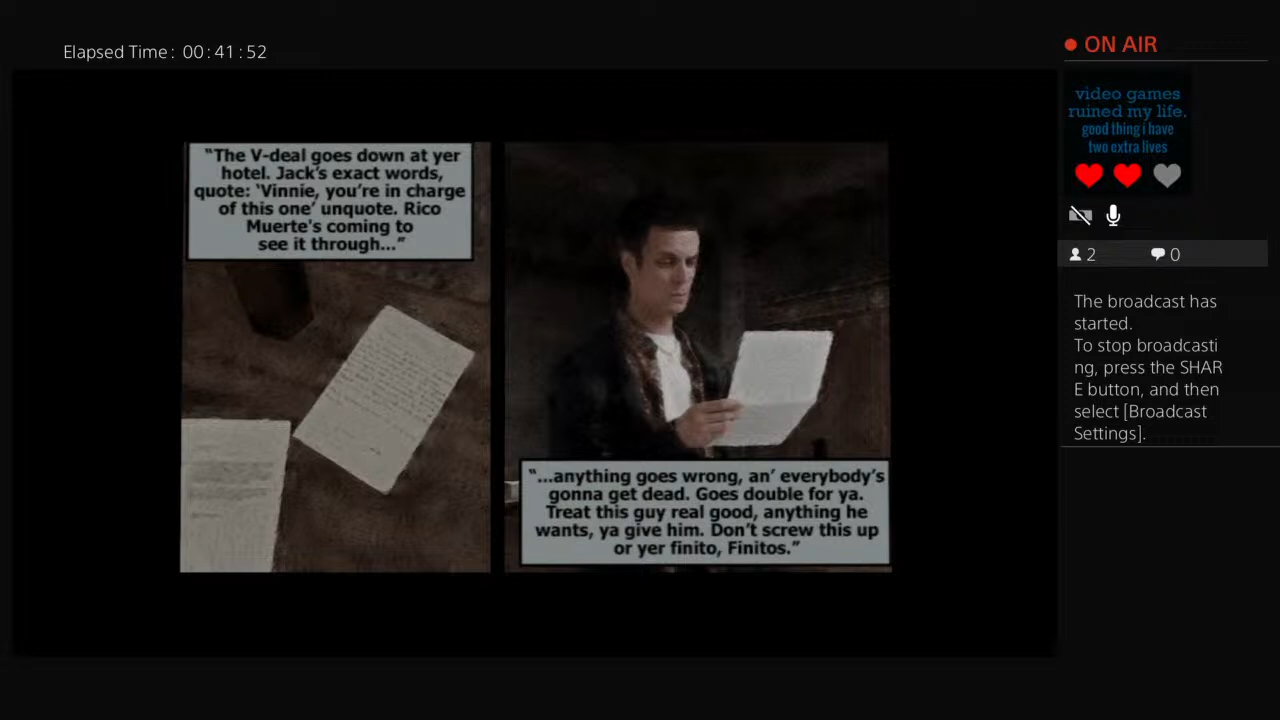 Elapsed Time: 00:41:52
ON AIR
video games
ruined my life.
good thing i have
two extra lives
2
0
The broadcast has
started.
To stop broadcasti
ng, press the SHAR
E button, and then
select [Broadcast
Settings].
"The V-deal goes down at yer
hotel. Jack's exact words,
quote: 'Vinnie, you're in charge
of this one' unquote. Rico
Muerte's coming to
see it through..."
"...anything goes wrong, an' everybody's
gonna get dead. Goes double for ya.
Treat this guy real good, anything he
wants, ya give him. Don't screw this up
or yer finito, Finitos."